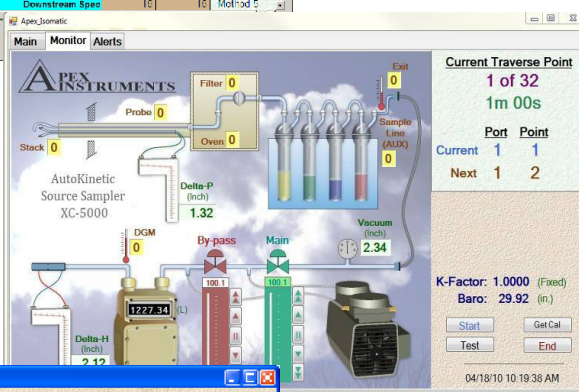 Downstream Spec 16 16 Method 5
Apex_Isomatic
Main Monitor Alerts
APEX INSTRUMENTS
Filter 0
Exit
0
Probe 0
Sample
Line
(AUX)
0
Stack 0
Oven 0
AutoKinetic
Source Sampler
XC-5000
Delta-P
(Inch)
1.32
DGM
0
By-pass
Main
Vacuum
(Inch)
2.34
100.1
100.1
1227.34 (L)
Delta-H
(Inch)
2.12
Current Traverse Point
1 of 32
1m 00s
Port Point
Current 1 1
Next 1 2
K-Factor: 1.0000 (Fixed)
Baro: 29.92 (in.)
Start Get Cal
Test End
04/18/10 10:19:38 AM